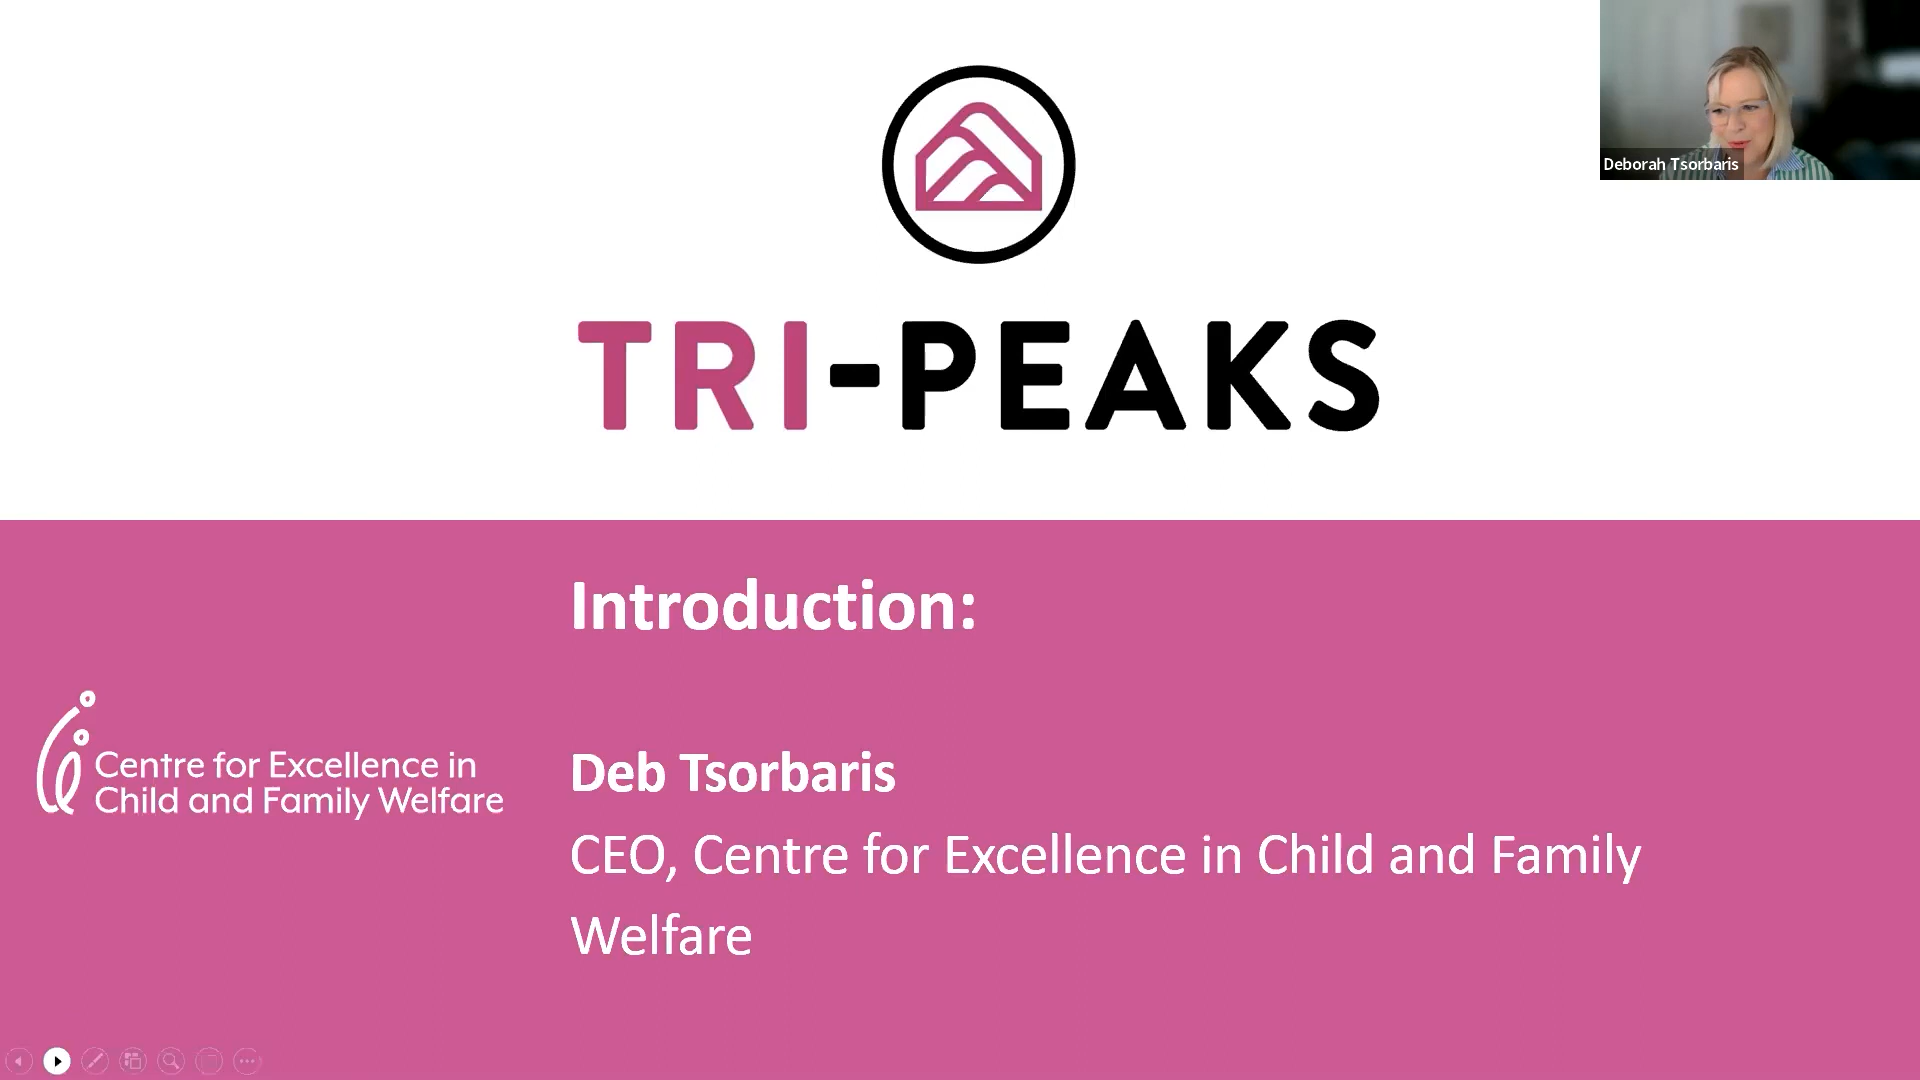 Deborah Tsorbaris
TRI-PEAKS
Introduction:
Centre for Excellence in
Child and Family Welfare
Deb Tsorbaris
CEO, Centre for Excellence in Child and Family
Welfare